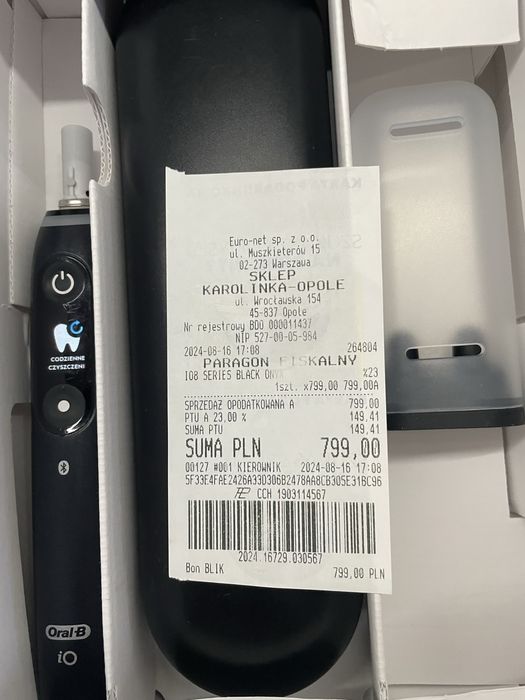 Euro-net sp. z o.o.
ul. Muszkieterów 15
02-273 Warszawa
SKLEP
KAROLINKA-OPOLE
ul. Wrocławska 154
45-837 Opole
Nr rejestrowy BDO 000011437
NIP 527-00-05-984
2024-08-16 17:08 264804
PARAGON FISKALNY
IO8 SERIES BLACK ONYX %23
1szt. x799,00 799,00A
SPRZEDAŻ OPODATKOWANA A 799,00
PTU A 23,00 % 149,41
SUMA PTU 149,41
SUMA PLN 799,00
00127 #001 KIEROWNIK 2024-08-16 17:08
5F33E4FAE2426A33D306B2478AA8CB305E31BC96
CCH 1903114567
2024.16729.030567
Bon BLIK 799,00 PLN
CODZIENNE
CZYSZCZENI
Oral-B
iO